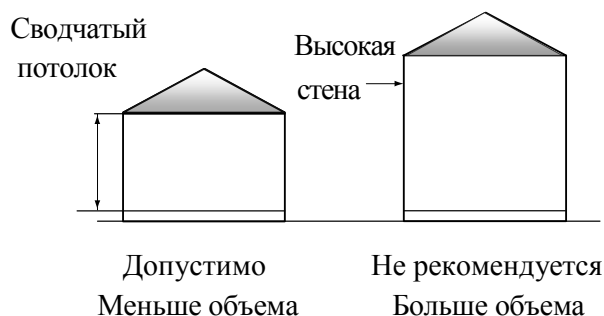 Сводчатый
потолок
Высокая
стена
Допустимо
Меньше объема
Не рекомендуется
Больше объема